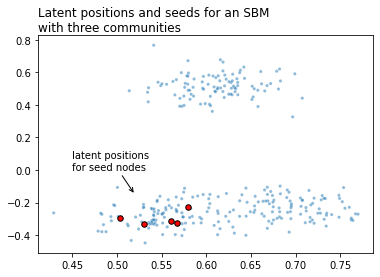 Latent positions and seeds for an SBM
with three communities
0.8
0.6
0.4
0.2
0.0
−0.2
−0.4
latent positions
for seed nodes
0.45 0.50 0.55 0.60 0.65 0.70 0.75